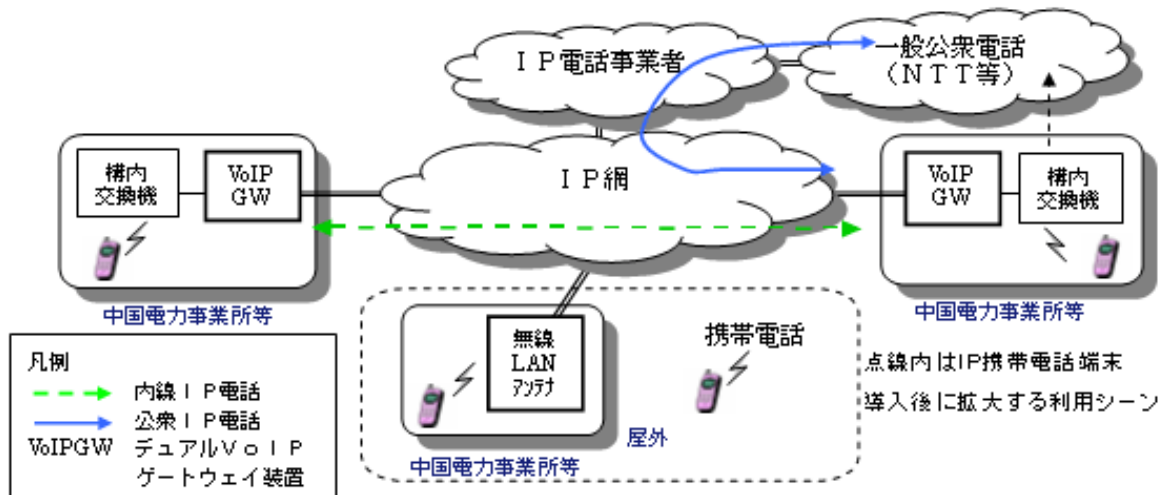 ＩＰ電話事業者
一般公衆電話
（ＮＴＴ等）
構内
交換機
VoIP
GW
ＩＰ網
VoIP
GW
構内
交換機
中国電力事業所等
中国電力事業所等
無線
LAN
ｱﾝﾃﾅ
携帯電話
屋外
中国電力事業所等
点線内はIP携帯電話端末
導入後に拡大する利用シーン
凡例
内線ＩＰ電話
公衆ＩＰ電話
VoIPGW デュアルＶｏＩＰ
ゲートウェイ装置